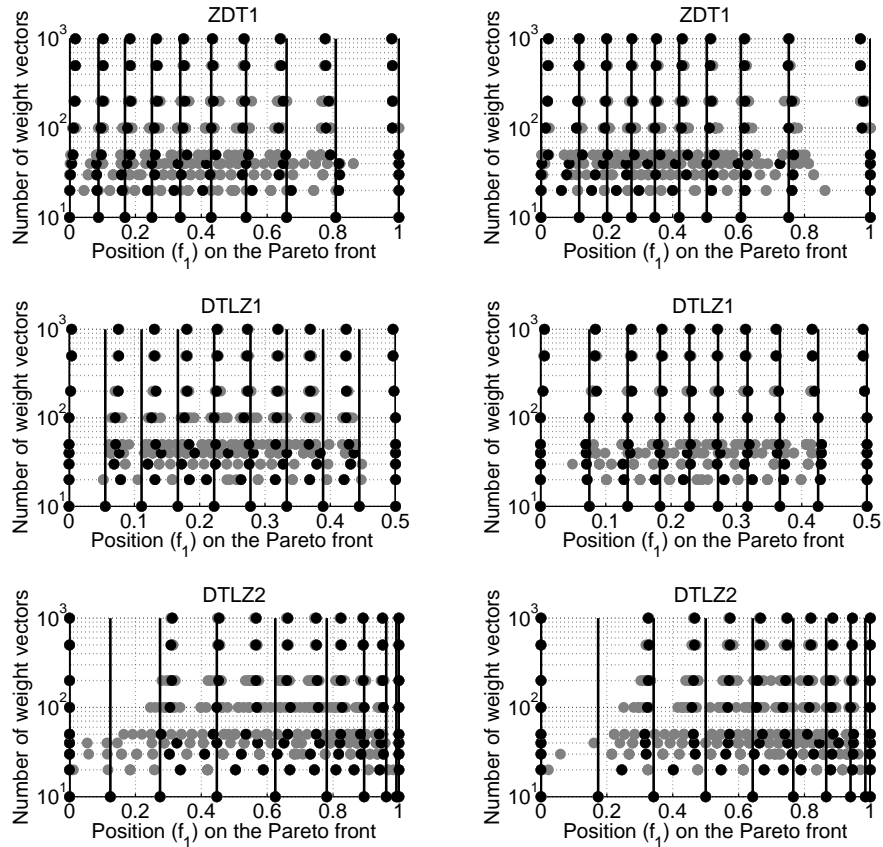 ZDT1
Number of weight vectors
10^3
10^2
10^1
0 0.2 0.4 0.6 0.8 1
Position (f_1) on the Pareto front
ZDT1
Number of weight vectors
10^3
10^2
10^1
0 0.2 0.4 0.6 0.8 1
Position (f_1) on the Pareto front
DTLZ1
Number of weight vectors
10^3
10^2
10^1
0 0.1 0.2 0.3 0.4 0.5
Position (f_1) on the Pareto front
DTLZ1
Number of weight vectors
10^3
10^2
10^1
0 0.1 0.2 0.3 0.4 0.5
Position (f_1) on the Pareto front
DTLZ2
Number of weight vectors
10^3
10^2
10^1
0 0.2 0.4 0.6 0.8 1
Position (f_1) on the Pareto front
DTLZ2
Number of weight vectors
10^3
10^2
10^1
0 0.2 0.4 0.6 0.8 1
Position (f_1) on the Pareto front